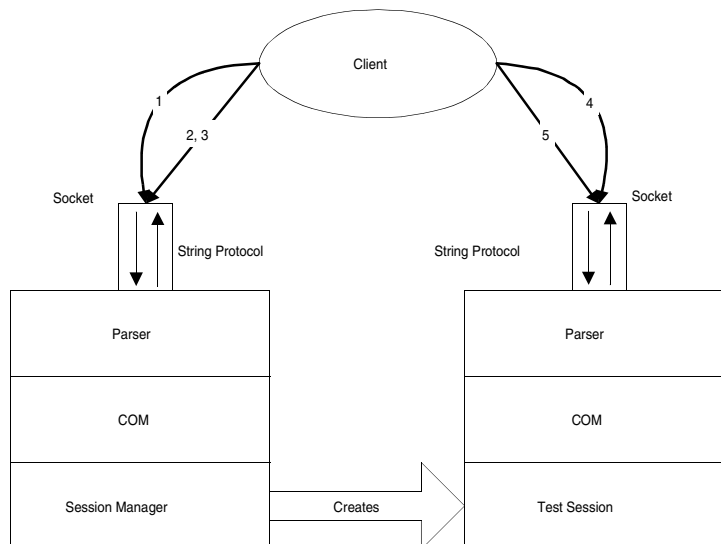 Client
1
4
2, 3
5
Socket
Socket
String Protocol
String Protocol
Parser
Parser
COM
COM
Session Manager
Creates
Test Session